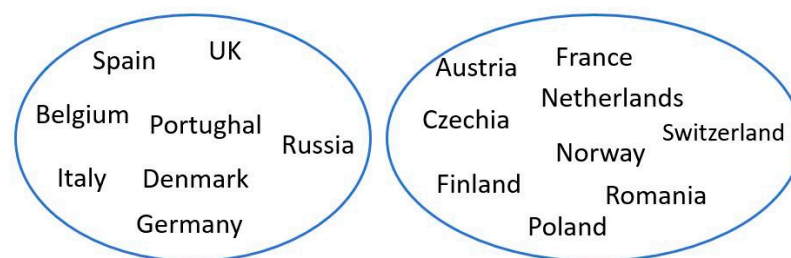 Spain
UK
Belgium
Portughal
Russia
Italy
Denmark
Germany
Austria
France
Netherlands
Czechia
Switzerland
Norway
Finland
Romania
Poland